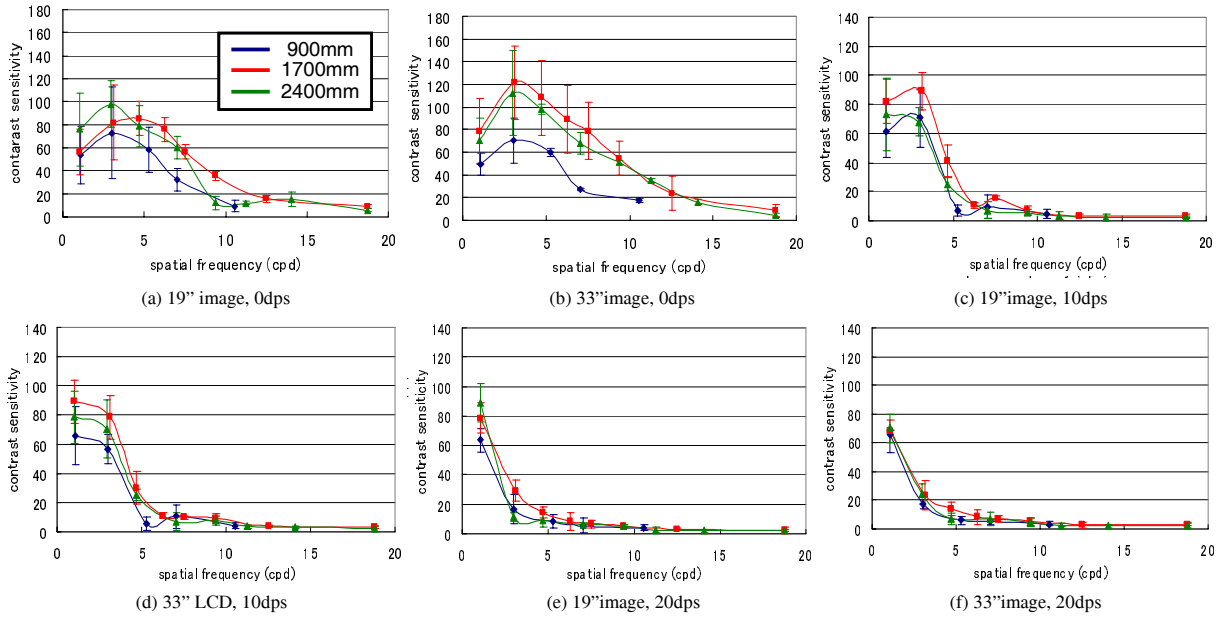 180
160
140
120
100
80
60
40
20
0
contarast sensitivity
900mm
1700mm
2400mm
0 5 10 15 20
spatial frequency (cpd)
(a) 19” image, 0dps
180
160
140
120
100
80
60
40
20
0
contrast sensitivity
0 5 10 15 20
spatial frequency (cpd)
(b) 33”image, 0dps
140
120
100
80
60
40
20
0
contrast sensitivity
0 5 10 15 20
spatial frequency (cpd)
(c) 19”image, 10dps
140
120
100
80
60
40
20
0
contrast sensitivity
0 5 10 15 20
spatial frequency (cpd)
(d) 33” LCD, 10dps
140
120
100
80
60
40
20
0
contrast sensiticity
0 5 10 15 20
spatial frequency (cpd)
(e) 19”image, 20dps
140
120
100
80
60
40
20
0
contrast sensitivity
0 5 10 15 20
spatial frequency (cpd)
(f) 33”image, 20dps